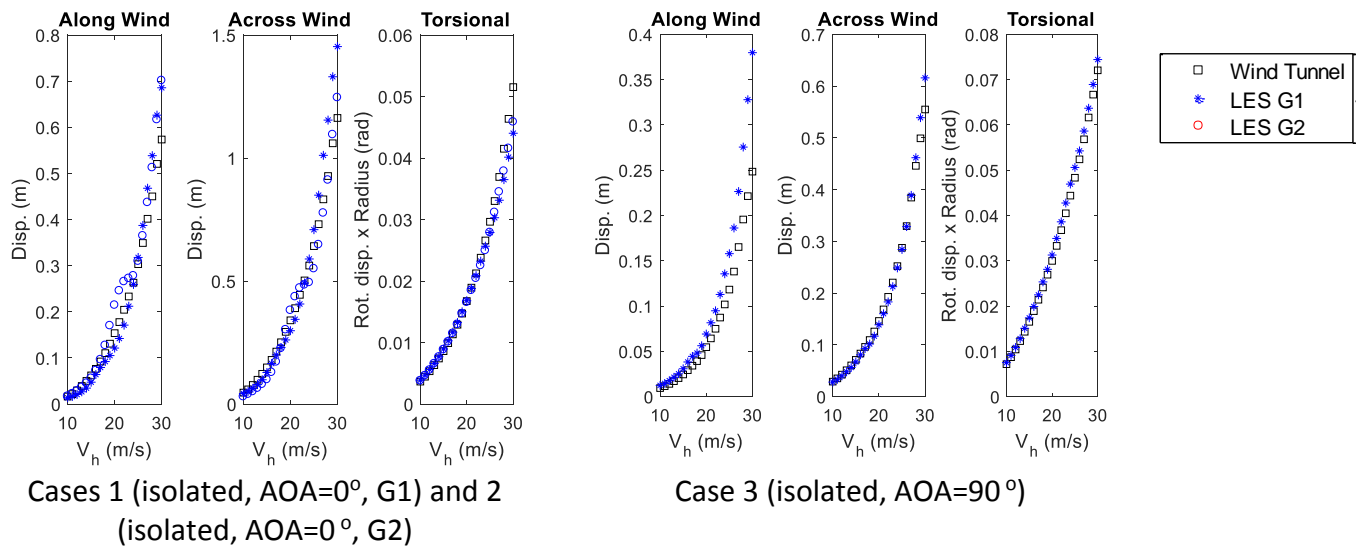 Along Wind
Across Wind
Torsional
Disp. (m)
0.8
0.7
0.6
0.5
0.4
0.3
0.2
0.1
0
10 20 30
V_h (m/s)
Disp. (m)
1.5
1
0.5
0
10 20 30
V_h (m/s)
Rot. disp. x Radius (rad)
0.06
0.05
0.04
0.03
0.02
0.01
0
10 20 30
V_h (m/s)
Cases 1 (isolated, AOA=0°, G1) and 2
(isolated, AOA=0 °, G2)
Along Wind
Across Wind
Torsional
Disp. (m)
0.4
0.35
0.3
0.25
0.2
0.15
0.1
0.05
0
10 20 30
V_h (m/s)
Disp. (m)
0.7
0.6
0.5
0.4
0.3
0.2
0.1
0
10 20 30
V_h (m/s)
Rot. disp. x Radius (rad)
0.08
0.07
0.06
0.05
0.04
0.03
0.02
0.01
0
10 20 30
V_h (m/s)
Case 3 (isolated, AOA=90 °)
Wind Tunnel
LES G1
LES G2